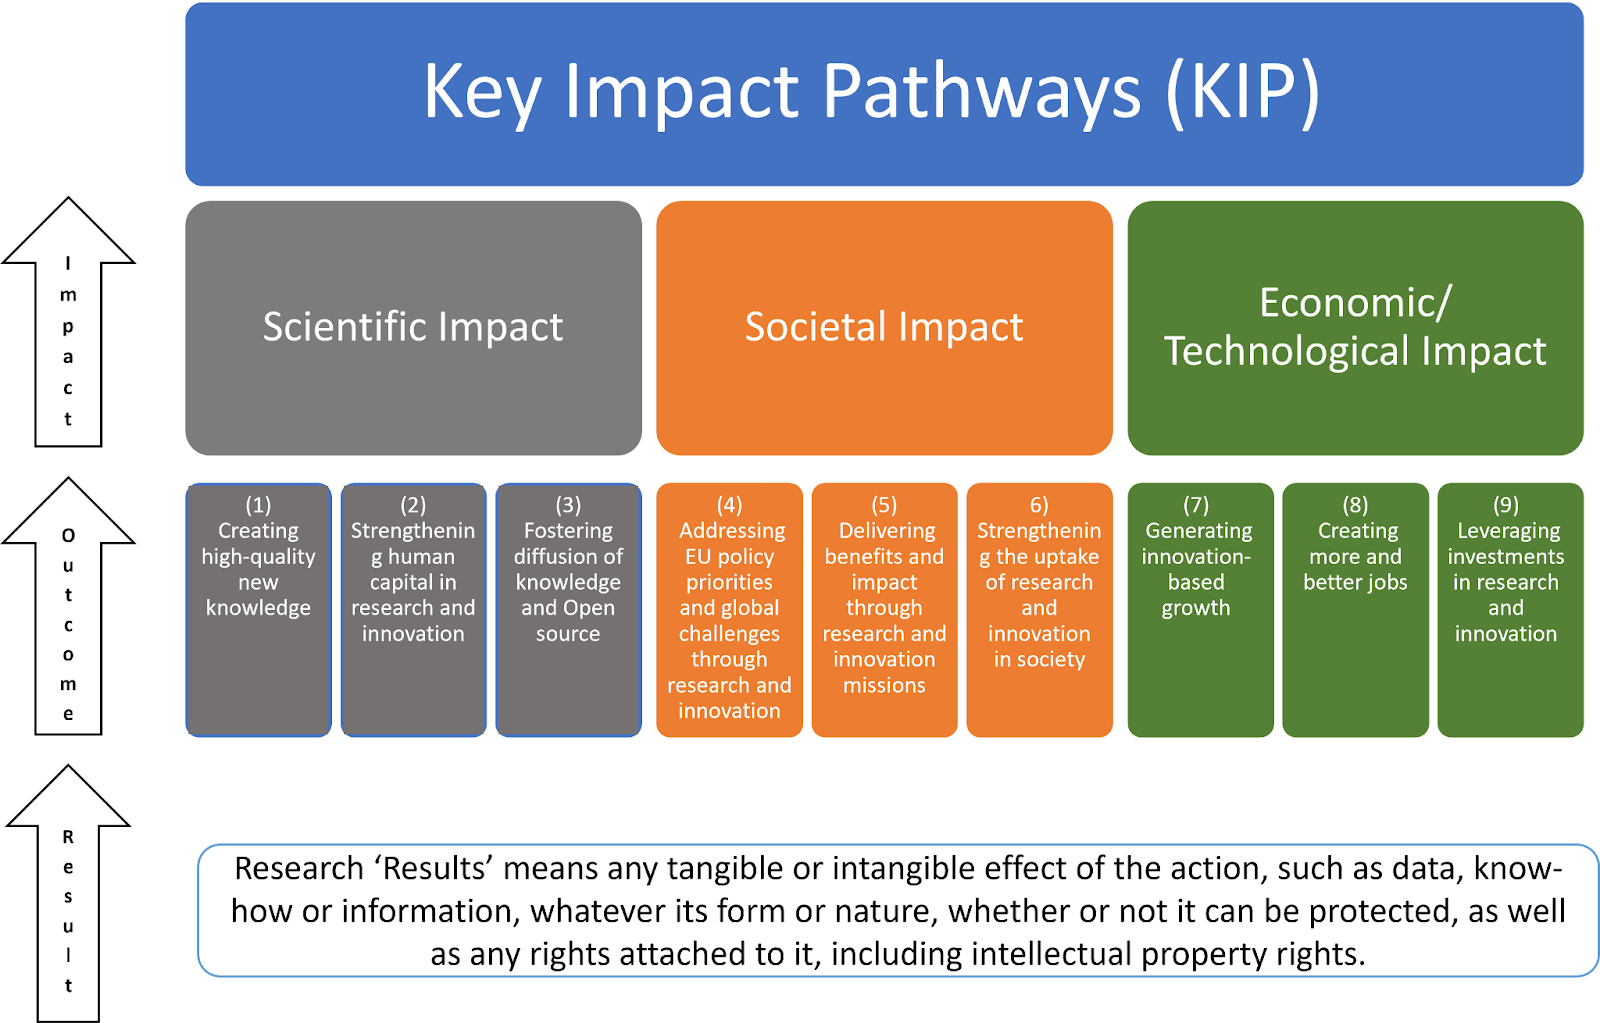 Key Impact Pathways (KIP)
Impact
Scientific Impact
Societal Impact
Economic/
Technological Impact
Outcome
(1)
Creating
high-quality
new
knowledge
(2)
Strengthenin
g human
capital in
research and
innovation
(3)
Fostering
diffusion of
knowledge
and Open
source
(4)
Addressing
EU policy
priorities
and global
challenges
through
research and
innovation
(5)
Delivering
benefits and
impact
through
research and
innovation
missions
6)
Strengthenin
g the uptake
of research
and
innovation
in society
(7)
Generating
innovation-
based
growth
(8)
Creating
more and
better jobs
(9)
Leveraging
investments
in research
and
innovation
Result
Research ‘Results’ means any tangible or intangible effect of the action, such as data, know-
how or information, whatever its form or nature, whether or not it can be protected, as well
as any rights attached to it, including intellectual property rights.